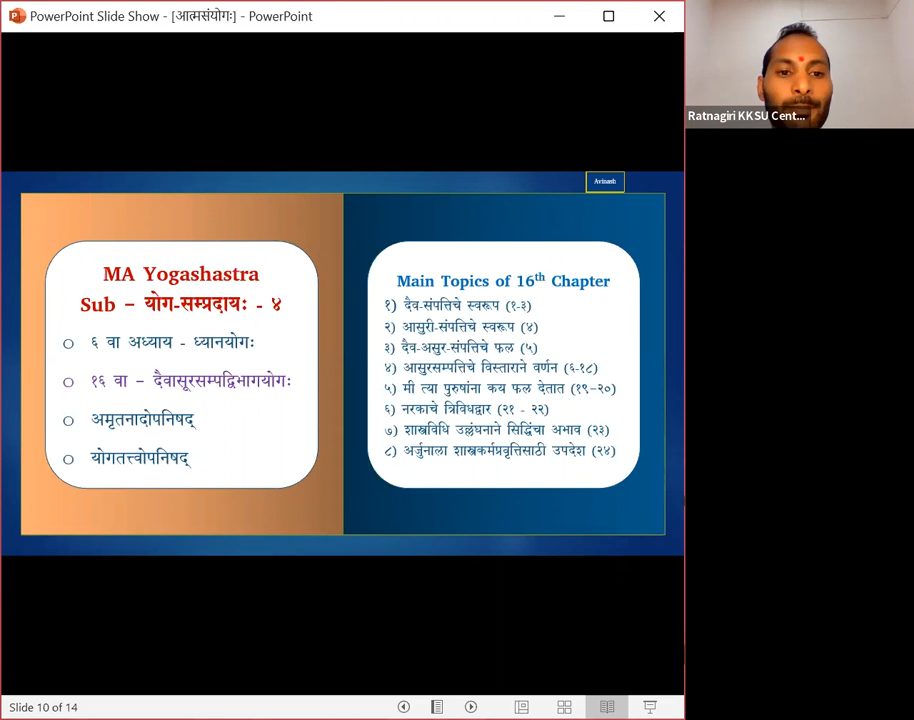 PowerPoint Slide Show - [आत्मसंयोगः] - PowerPoint
Ratnagiri KKSU Cent...
Avinash
MA Yogashastra
Sub – योग-सम्प्रदायः - ४
६ वा अध्याय - ध्यानयोगः
१६ वा – दैवासूरसम्पद्विभागयोगः
अमृतनादोपनिषद्
योगतत्त्वोपनिषद्
Main Topics of 16th Chapter
१) दैव-संपत्तिचे स्वरूप (१-३)
२) आसुरी-संपत्तिचे स्वरूप (४)
३) दैव-असुर-संपत्तिचे फल (५)
४) आसुरसम्पत्तिचे विस्ताराने वर्णन (६-१८)
५) मी त्या पुरुषांना कय फल देतात (१९-२०)
६) नरकाचे त्रिविधद्वार (२१ - २२)
७) शास्त्रविधि उल्लंघनाने सिद्धिंचा अभाव (२३)
८) अर्जुनाला शास्त्रकर्मप्रवृत्तिसाठी उपदेश (२४)
Slide 10 of 14